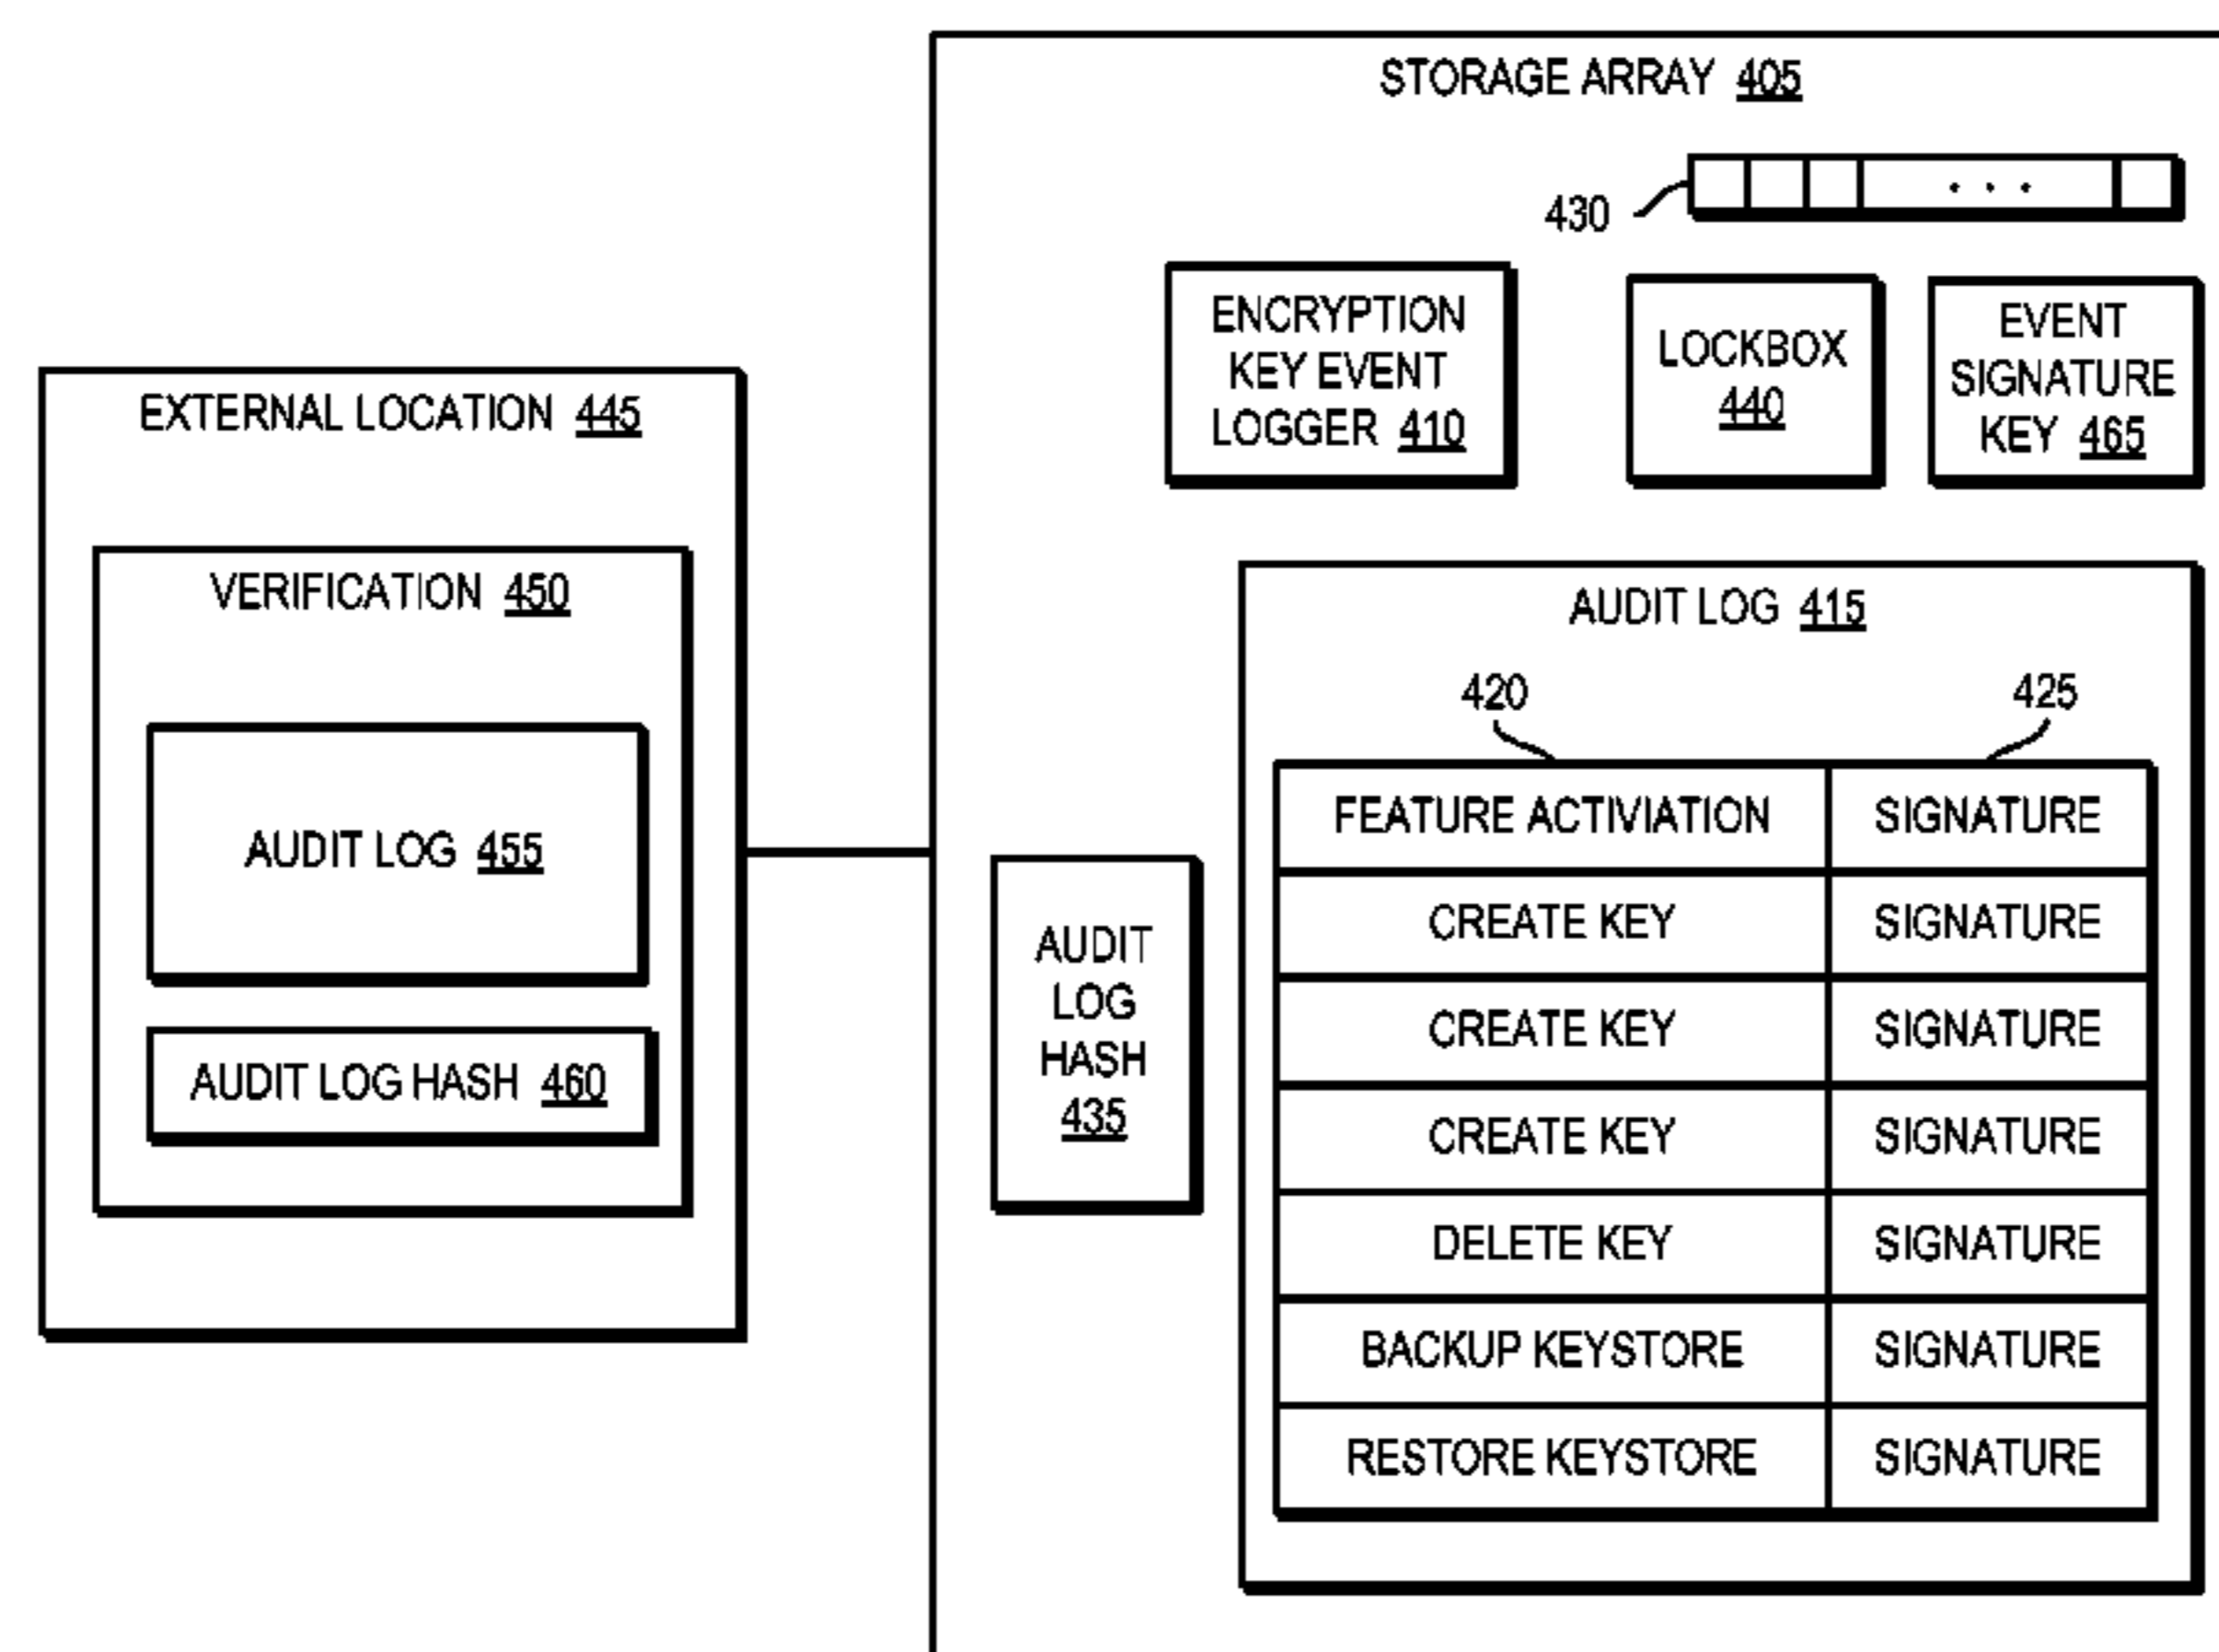 STORAGE ARRAY 405
430
ENCRYPTION
KEY EVENT
LOGGER 410
LOCKBOX
440
EVENT
SIGNATURE
KEY 465
EXTERNAL LOCATION 445
VERIFICATION 450
AUDIT LOG 455
AUDIT LOG HASH 460
AUDIT
LOG
HASH
435
AUDIT LOG 415
420 425
FEATURE ACTIVIATION SIGNATURE
CREATE KEY SIGNATURE
CREATE KEY SIGNATURE
CREATE KEY SIGNATURE
DELETE KEY SIGNATURE
BACKUP KEYSTORE SIGNATURE
RESTORE KEYSTORE SIGNATURE